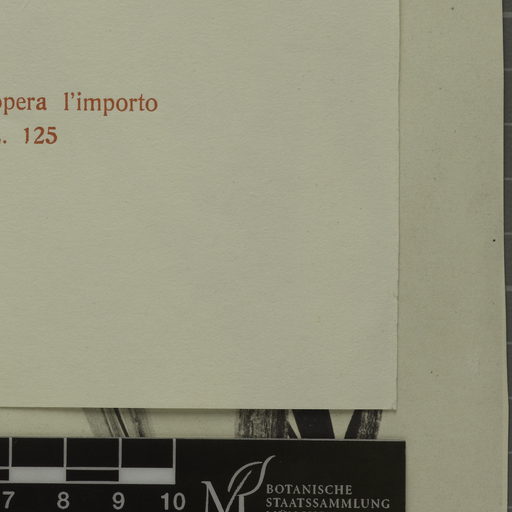 opera l'importo
. 125
7 8 9 10
BOTANISCHE
STAATSSAMMLUNG